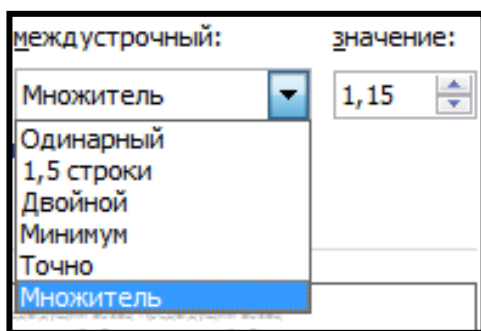 междустрочный: значение:
Множитель 1,15
Одинарный
1,5 строки
Двойной
Минимум
Точно
Множитель